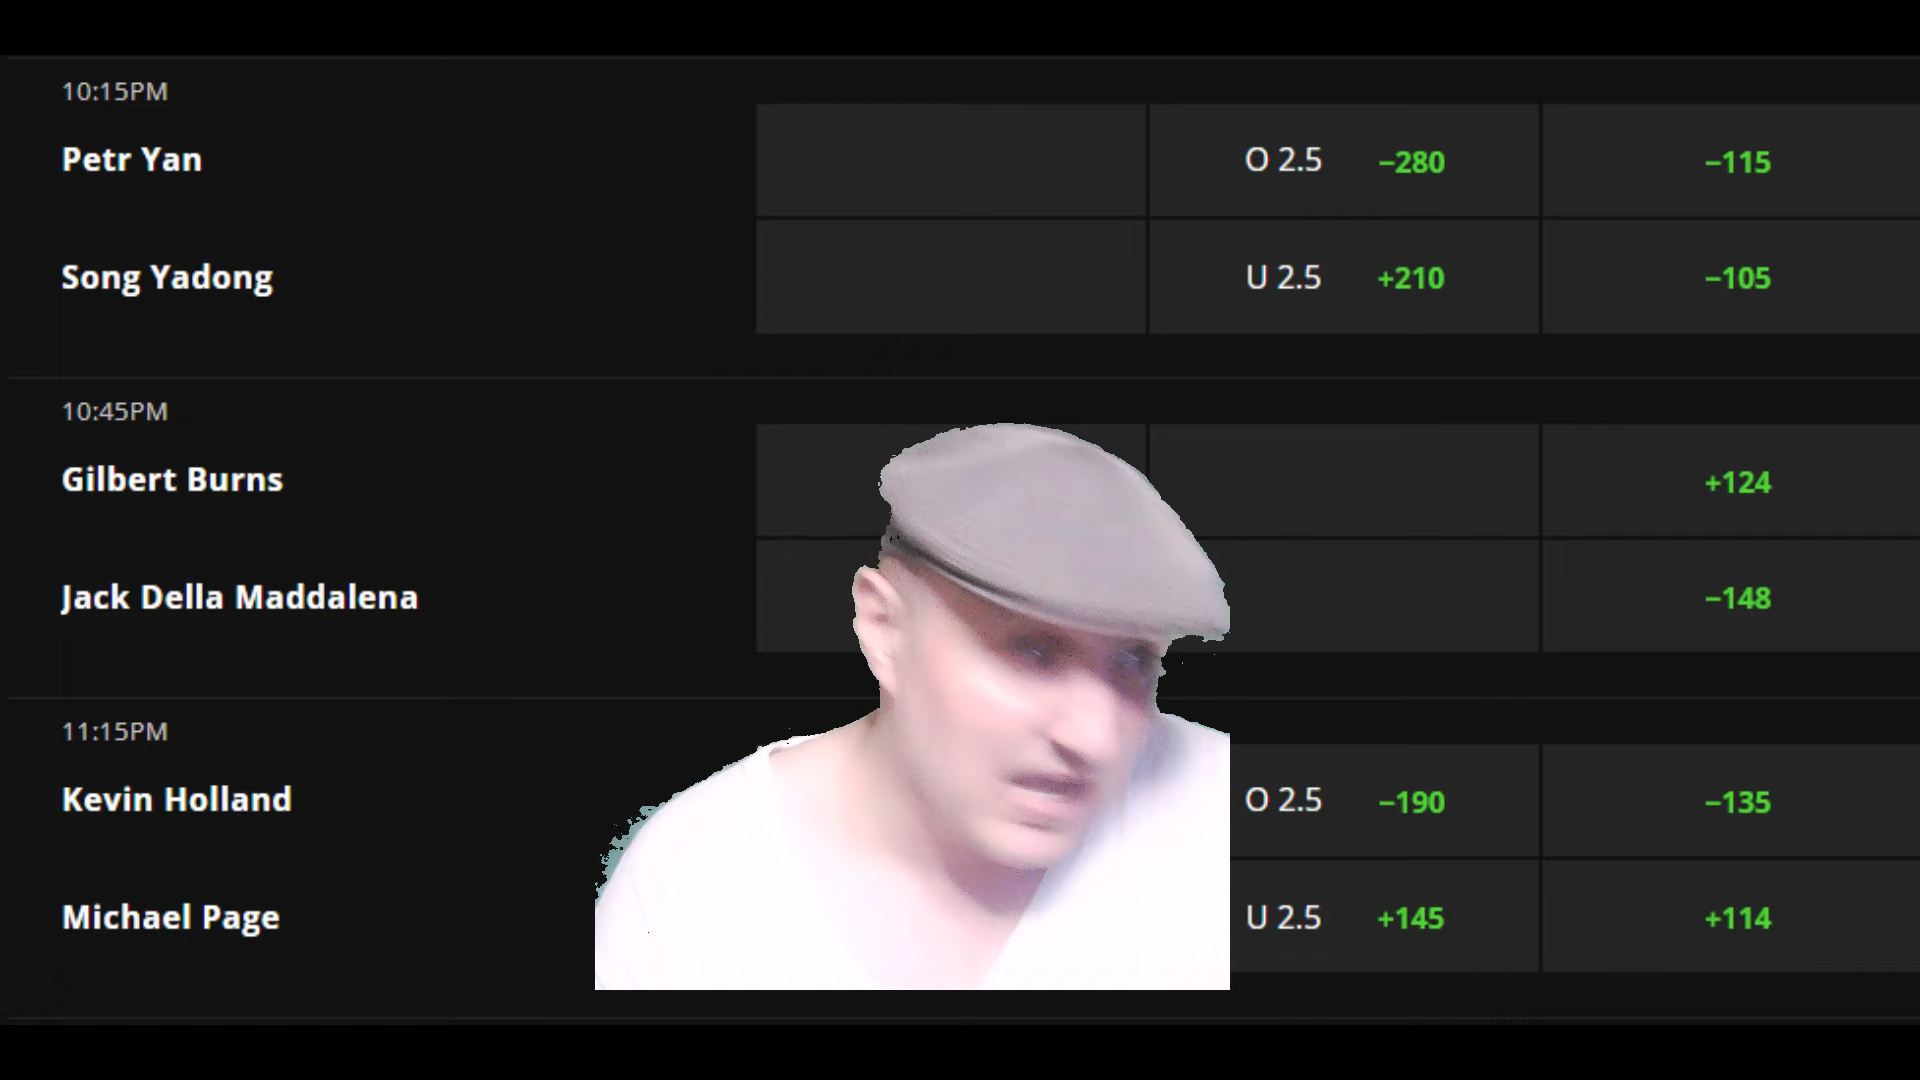 10:15PM
Petr Yan O 2.5 −280 −115
Song Yadong U 2.5 +210 −105
10:45PM
Gilbert Burns +124
Jack Della Maddalena −148
11:15PM
Kevin Holland O 2.5 −190 −135
Michael Page U 2.5 +145 +114